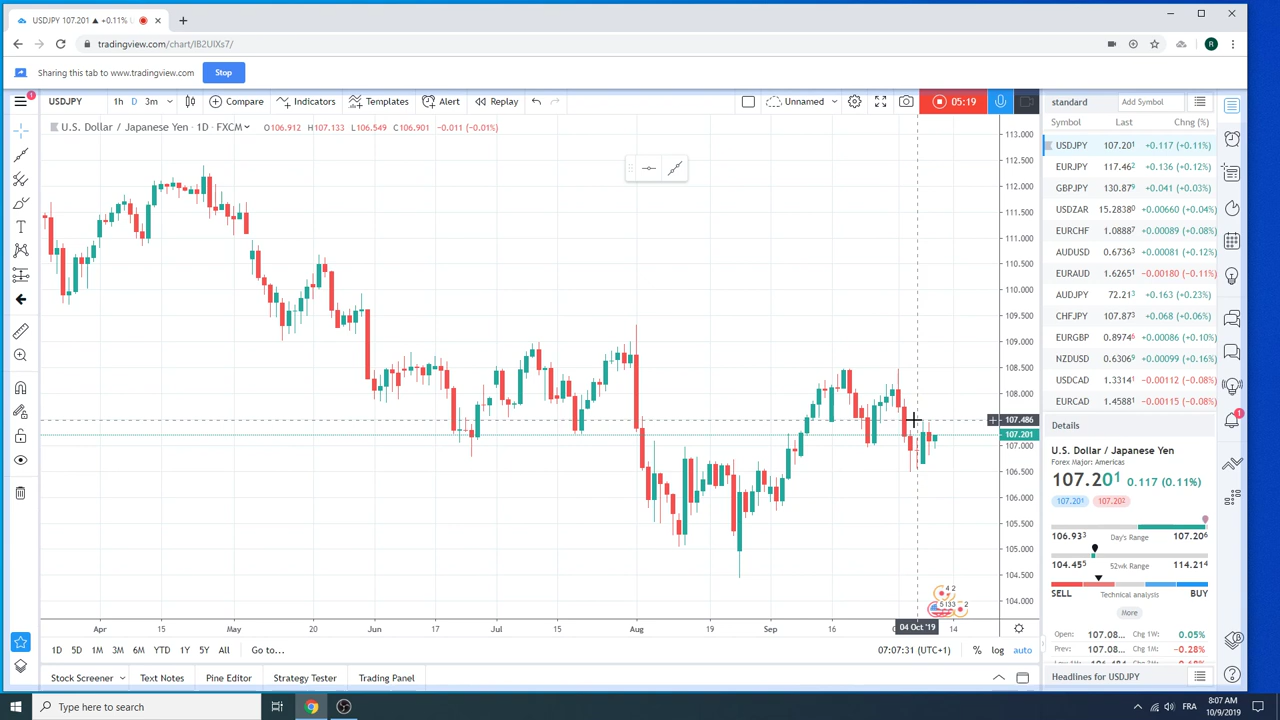 USDJPY 107.201 ▲ +0.11% U
tradingview.com/chart/IB2UIXs7/
R
Sharing this tab to www.tradingview.com
Stop
USDJPY 1h D 3m Compare Indicators Templates Alert Replay Unnamed 05:19
U.S. Dollar / Japanese Yen · 1D · FXCM O106.912 H107.133 L106.549 C106.901 −0.011 (−0.01%)
113.000
112.500
112.000
111.500
111.000
110.500
110.000
109.500
109.000
108.500
108.000
107.486
107.201
107.000
106.500
106.000
105.500
105.000
104.500
104.000
Apr 15 May 20 Jun 17 Jul 15 Aug 19 Sep 04 Oct '19 14
1D 5D 1M 3M 6M YTD 1Y 5Y All Go to... 07:07:31 (UTC+1) % log auto
Stock Screener Text Notes Pine Editor Strategy Tester Trading Panel
standard Add Symbol
Symbol Last Chg (%)
USDJPY 107.201 +0.117 (+0.11%)
EURJPY 117.462 +0.136 (+0.12%)
GBPJPY 130.879 +0.041 (+0.03%)
USDZAR 15.28380 +0.00660 (+0.04%)
EURCHF 1.08887 +0.00089 (+0.08%)
AUDUSD 0.67363 +0.00081 (+0.12%)
EURAUD 1.62651 −0.00180 (−0.11%)
AUDJPY 72.213 +0.163 (+0.23%)
CHFJPY 107.873 +0.068 (+0.06%)
EURGBP 0.89746 +0.00086 (+0.10%)
NZDUSD 0.63069 +0.00099 (+0.16%)
USDCAD 1.33141 −0.00112 (−0.08%)
EURCAD 1.45881 −0.00115 (−0.08%)
Details
U.S. Dollar / Japanese Yen
Forex Major: Americas
107.201 0.117 (0.11%)
107.201 107.202
106.933 Day's Range 107.206
104.455 52wk Range 114.214
SELL Technical analysis BUY
More
Open: 107.08... Chg 1W: 0.05%
Prev: 107.08... Chg 1M: −0.28%
Headlines for USDJPY
Type here to search
FRA
8:07 AM
10/9/2019